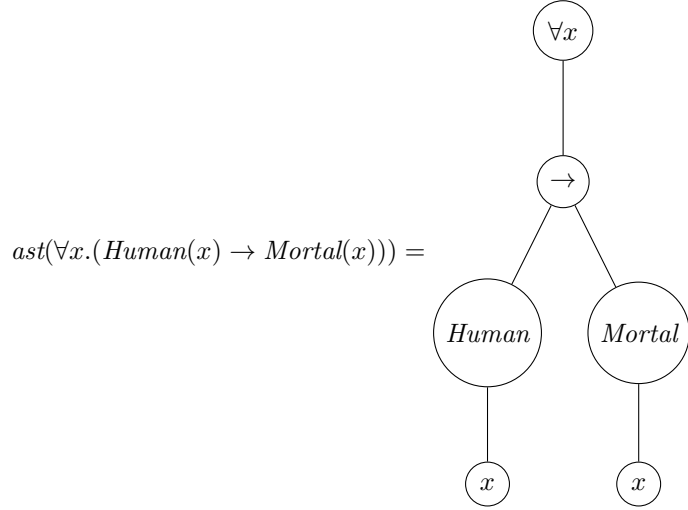 ∀x
→
ast(∀x.(Human(x) → Mortal(x))) =
Human Mortal
x x